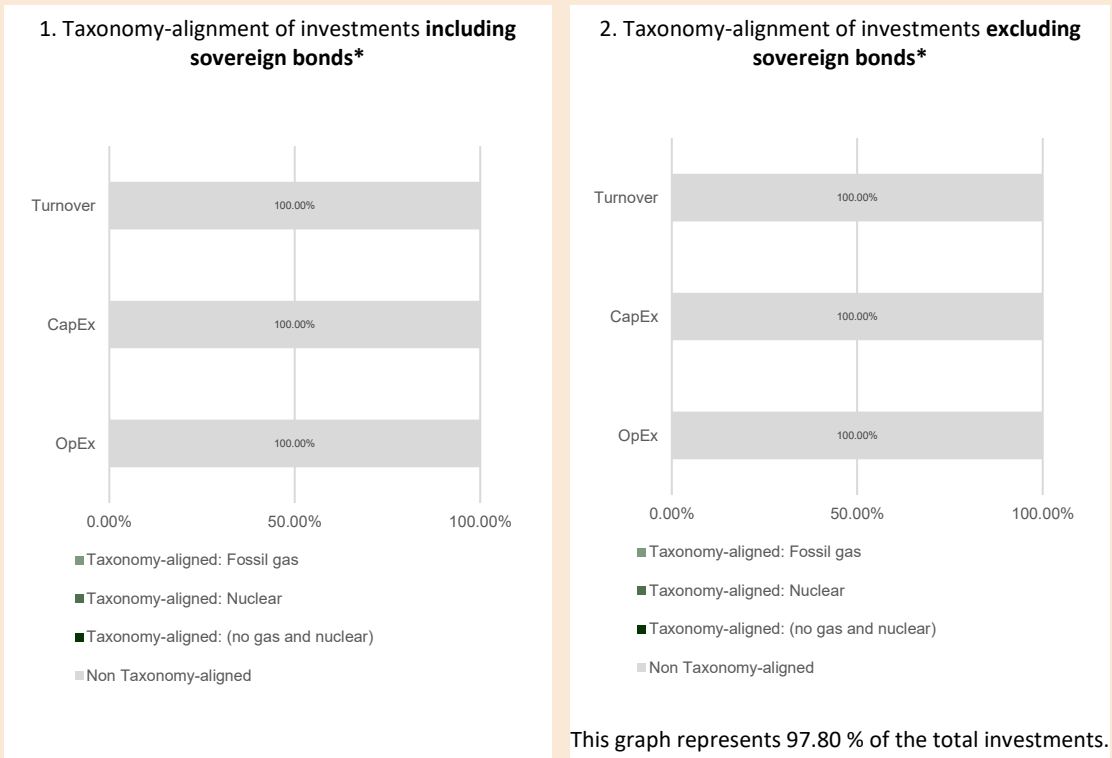 1. Taxonomy-alignment of investments including
sovereign bonds*
Turnover
100.00%
CapEx
100.00%
OpEx
100.00%
0.00%
50.00%
100.00%
Taxonomy-aligned: Fossil gas
Taxonomy-aligned: Nuclear
Taxonomy-aligned: (no gas and nuclear)
Non Taxonomy-aligned
2. Taxonomy-alignment of investments excluding
sovereign bonds*
Turnover
100.00%
CapEx
100.00%
OpEx
100.00%
0.00%
50.00%
100.00%
Taxonomy-aligned: Fossil gas
Taxonomy-aligned: Nuclear
Taxonomy-aligned: (no gas and nuclear)
Non Taxonomy-aligned
This graph represents 97.80 % of the total investments.